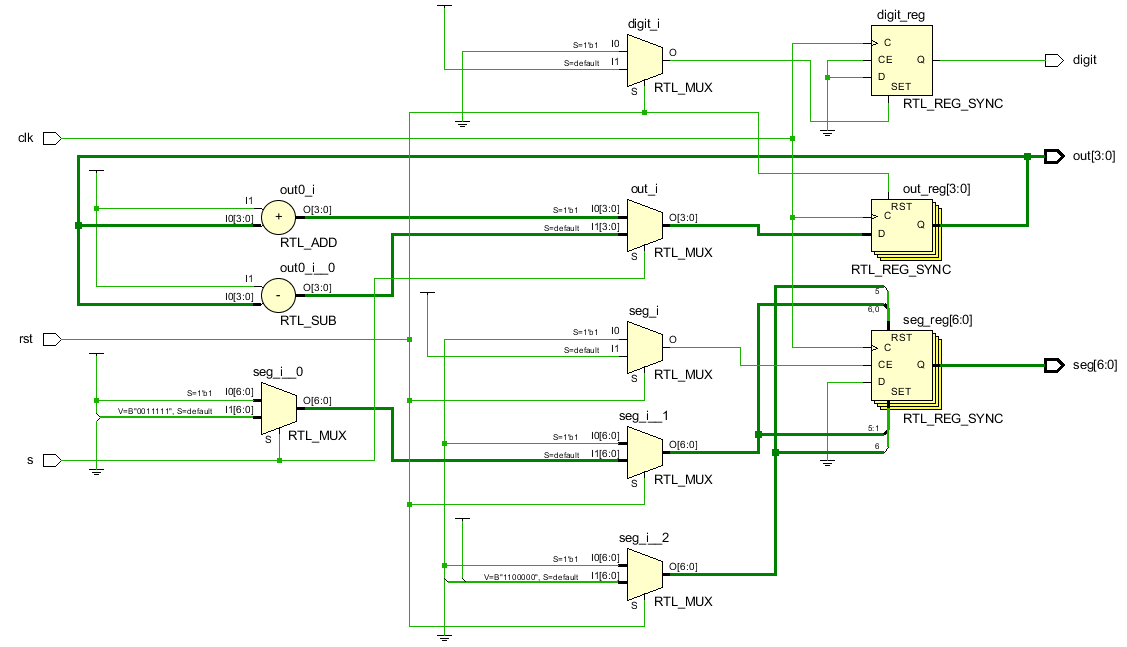 digit_i
S=1'b1 I0
S=default I1
O
S
RTL_MUX
digit_reg
C
CE
D
Q
SET
RTL_REG_SYNC
digit
clk
out[3:0]
out0_i
I1
I0[3:0]
+
O[3:0]
RTL_ADD
out_i
S=1'b1 I0[3:0]
S=default I1[3:0]
O[3:0]
S
RTL_MUX
out_reg[3:0]
RST
C
D
Q
RTL_REG_SYNC
out0_i__0
I1
I0[3:0]
-
O[3:0]
RTL_SUB
rst
seg_i
S=1'b1 I0
S=default I1
O
S
RTL_MUX
5
6,0
seg_reg[6:0]
RST
C
CE
D
Q
SET
RTL_REG_SYNC
5:1
6
seg[6:0]
seg_i__0
S=1'b1 I0[6:0]
V=B"0011111", S=default I1[6:0]
O[6:0]
S
RTL_MUX
s
seg_i__1
S=1'b1 I0[6:0]
S=default I1[6:0]
O[6:0]
S
RTL_MUX
seg_i__2
S=1'b1 I0[6:0]
V=B"1100000", S=default I1[6:0]
O[6:0]
S
RTL_MUX